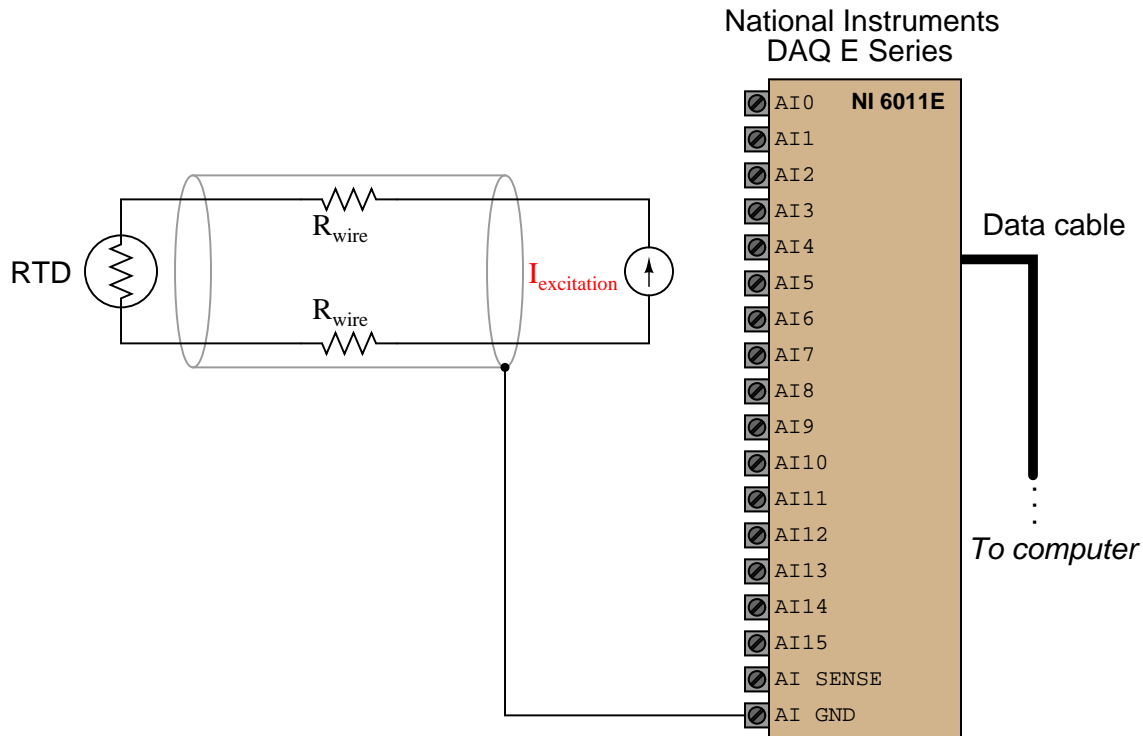 National Instruments
DAQ E Series
NI 6011E
AI0
AI1
AI2
AI3
AI4
AI5
AI6
AI7
AI8
AI9
AI10
AI11
AI12
AI13
AI14
AI15
AI SENSE
AI GND
RTD
Rwire
Rwire
Iexcitation
Data cable
To computer